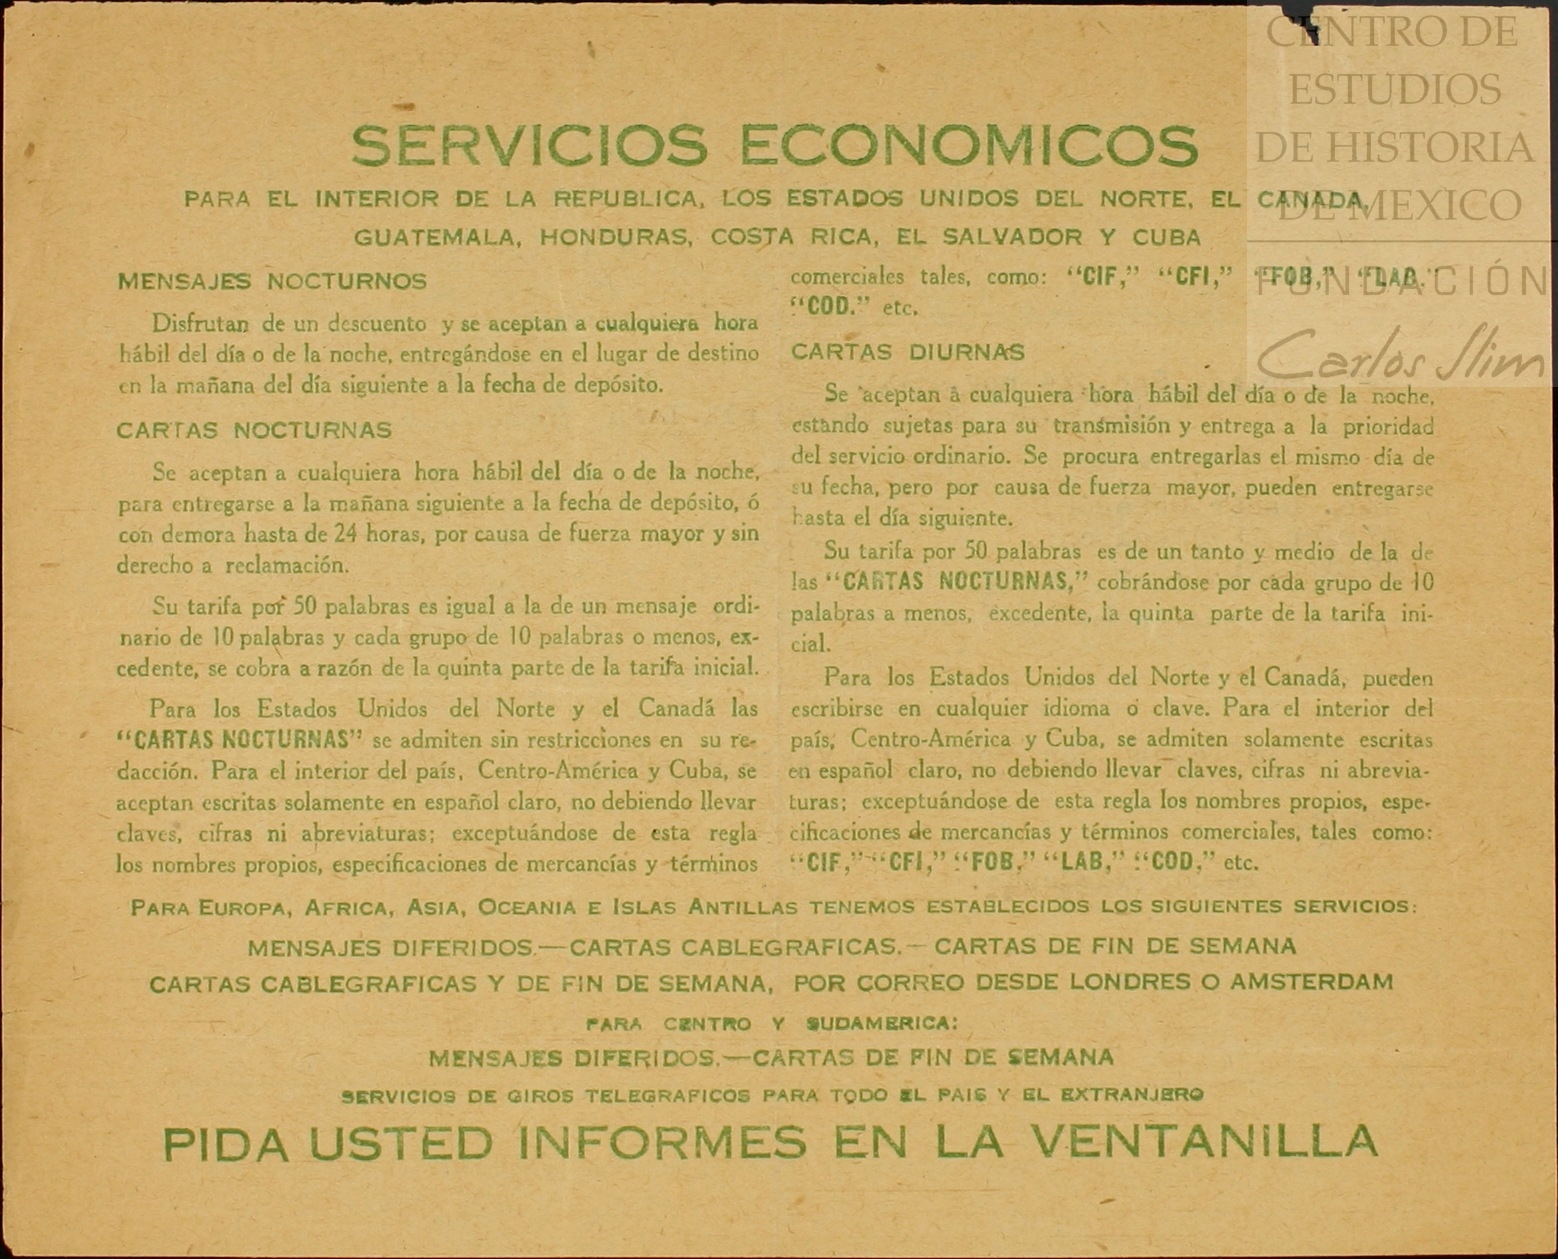 CENTRO DE
ESTUDIOS
DE HISTORIA
DE MEXICO
FUNDACIÓN
Carlos Slim
SERVICIOS ECONOMICOS
PARA EL INTERIOR DE LA REPUBLICA, LOS ESTADOS UNIDOS DEL NORTE, EL CANADA,
GUATEMALA, HONDURAS, COSTA RICA, EL SALVADOR Y CUBA
MENSAJES NOCTURNOS
Disfrutan de un descuento y se aceptan a cualquiera hora
hábil del día o de la noche, entregándose en el lugar de destino
en la mañana del día siguiente a la fecha de depósito.
CARTAS NOCTURNAS
Se aceptan a cualquiera hora hábil del día o de la noche,
para entregarse a la mañana siguiente a la fecha de depósito, ó
con demora hasta de 24 horas, por causa de fuerza mayor y sin
derecho a reclamación.
Su tarifa por 50 palabras es igual a la de un mensaje ordi-
nario de 10 palabras y cada grupo de 10 palabras o menos, ex-
cedente, se cobra a razón de la quinta parte de la tarifa inicial.
Para los Estados Unidos del Norte y el Canadá las
“CARTAS NOCTURNAS” se admiten sin restricciones en su re-
dacción. Para el interior del país, Centro-América y Cuba, se
aceptan escritas solamente en español claro, no debiendo llevar
claves, cifras ni abreviaturas; exceptuándose de esta regla
los nombres propios, especificaciones de mercancías y términos
comerciales tales, como: “CIF,” “CFI,” “FOB,” “LAB.”
“COD.” etc.
CARTAS DIURNAS
Se aceptan a cualquiera hora hábil del día o de la noche,
estando sujetas para su transmisión y entrega a la prioridad
del servicio ordinario. Se procura entregarlas el mismo día de
su fecha, pero por causa de fuerza mayor, pueden entregarse
hasta el día siguiente.
Su tarifa por 50 palabras es de un tanto y medio de la de
las “CARTAS NOCTURNAS,” cobrándose por cada grupo de 10
palabras a menos, excedente, la quinta parte de la tarifa ini-
cial.
Para los Estados Unidos del Norte y el Canadá, pueden
escribirse en cualquier idioma o clave. Para el interior del
país, Centro-América y Cuba, se admiten solamente escritas
en español claro, no debiendo llevar claves, cifras ni abrevia-
turas; exceptuándose de esta regla los nombres propios, espe-
cificaciones de mercancías y términos comerciales, tales como:
“CIF,” “CFI,” “FOB,” “LAB,” “COD,” etc.
PARA EUROPA, AFRICA, ASIA, OCEANIA E ISLAS ANTILLAS TENEMOS ESTABLECIDOS LOS SIGUIENTES SERVICIOS:
MENSAJES DIFERIDOS.—CARTAS CABLEGRAFICAS.—CARTAS DE FIN DE SEMANA
CARTAS CABLEGRAFICAS Y DE FIN DE SEMANA, POR CORREO DESDE LONDRES O AMSTERDAM
PARA CENTRO Y SUDAMERICA:
MENSAJES DIFERIDOS.—CARTAS DE FIN DE SEMANA
SERVICIOS DE GIROS TELEGRAFICOS PARA TODO EL PAIS Y EL EXTRANJERO
PIDA USTED INFORMES EN LA VENTANiLLA